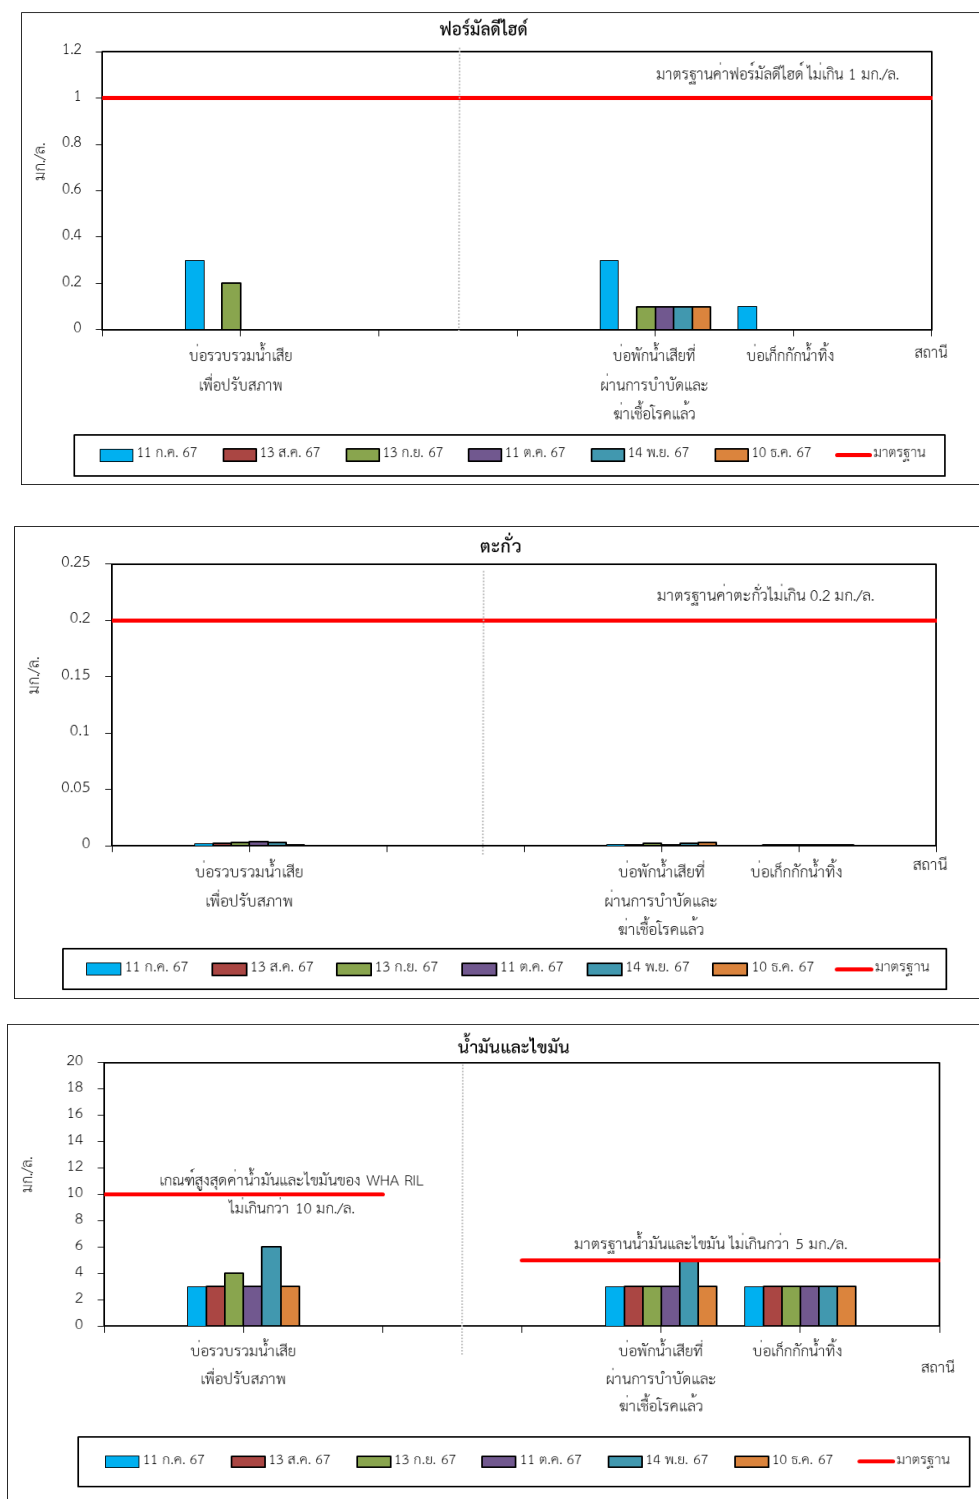 ฟอร์มัลดีไฮด์
1.2
มาตรฐานค่าฟอร์มัลดีไฮด์ ไม่เกิน 1 มก./ล.
1
0.8
มก./ล.
0.6
0.4
0.2
0
บ่อรวบรวมน้ำเสีย
เพื่อปรับสภาพ
บ่อพักน้ำเสียที่
ผ่านการบำบัดและ
ฆ่าเชื้อโรคแล้ว
บ่อเก็กกักน้ำทิ้ง
สถานี
11 ก.ค. 67 13 ส.ค. 67 13 ก.ย. 67 11 ต.ค. 67 14 พ.ย. 67 10 ธ.ค. 67 มาตรฐาน
ตะกั่ว
0.25
มาตรฐานค่าตะกั่วไม่เกิน 0.2 มก./ล.
0.2
0.15
มก./ล.
0.1
0.05
0
บ่อรวบรวมน้ำเสีย
เพื่อปรับสภาพ
บ่อพักน้ำเสียที่
ผ่านการบำบัดและ
ฆ่าเชื้อโรคแล้ว
บ่อเก็กกักน้ำทิ้ง
สถานี
11 ก.ค. 67 13 ส.ค. 67 13 ก.ย. 67 11 ต.ค. 67 14 พ.ย. 67 10 ธ.ค. 67 มาตรฐาน
น้ำมันและไขมัน
20
18
16
14
12
มก./ล.
เกณฑ์สูงสุดค่าน้ำมันและไขมันของ WHA RIL
ไม่เกินกว่า 10 มก./ล.
10
8
มาตรฐานน้ำมันและไขมัน ไม่เกินกว่า 5 มก./ล.
6
4
2
0
บ่อรวบรวมน้ำเสีย
เพื่อปรับสภาพ
บ่อพักน้ำเสียที่
ผ่านการบำบัดและ
ฆ่าเชื้อโรคแล้ว
บ่อเก็กกักน้ำทิ้ง
สถานี
11 ก.ค. 67 13 ส.ค. 67 13 ก.ย. 67 11 ต.ค. 67 14 พ.ย. 67 10 ธ.ค. 67 มาตรฐาน